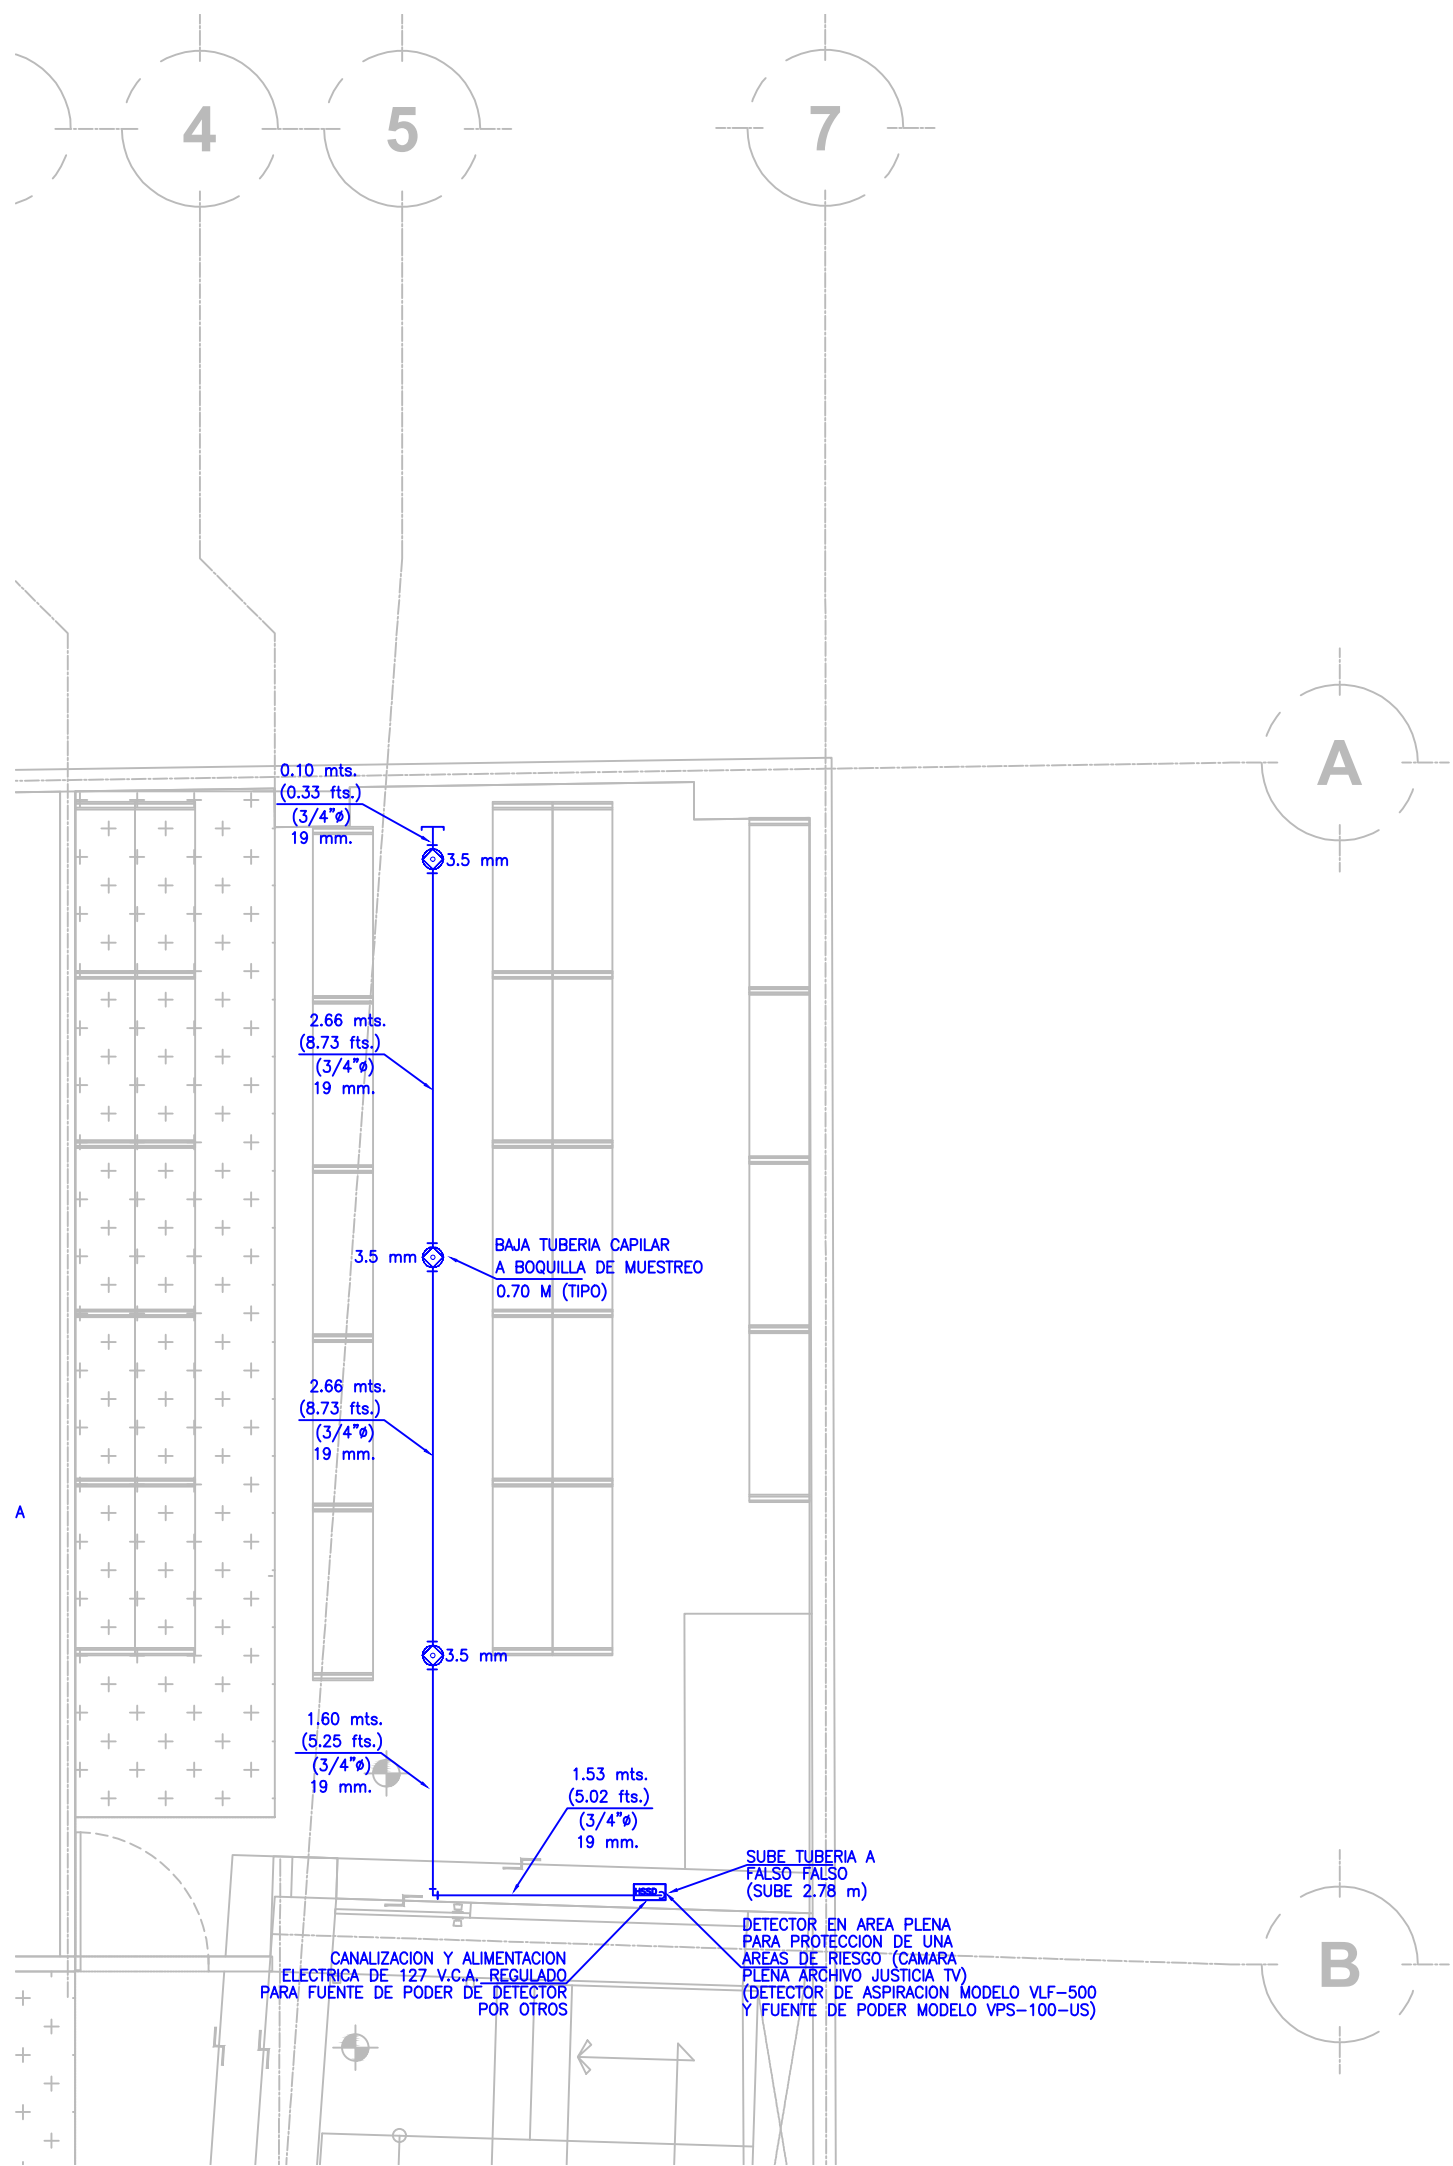 4
5
7
A
0.10 mts.
(0.33 fts.)
(3/4"ø)
19 mm.
3.5 mm
2.66 mts.
(8.73 fts.)
(3/4"ø)
19 mm.
3.5 mm
BAJA TUBERIA CAPILAR
A BOQUILLA DE MUESTREO
0.70 M (TIPO)
2.66 mts.
(8.73 fts.)
(3/4"ø)
19 mm.
A
3.5 mm
1.60 mts.
(5.25 fts.)
(3/4"ø)
19 mm.
1.53 mts.
(5.02 fts.)
(3/4"ø)
19 mm.
SUBE TUBERIA A
FALSO FALSO
(SUBE 2.78 m)
HSSD
DETECTOR EN AREA PLENA
PARA PROTECCION DE UNA
AREAS DE RIESGO (CAMARA
PLENA ARCHIVO JUSTICIA TV)
(DETECTOR DE ASPIRACION MODELO VLF-500
Y FUENTE DE PODER MODELO VPS-100-US)
CANALIZACION Y ALIMENTACION
ELECTRICA DE 127 V.C.A. REGULADO
PARA FUENTE DE PODER DE DETECTOR
POR OTROS
B